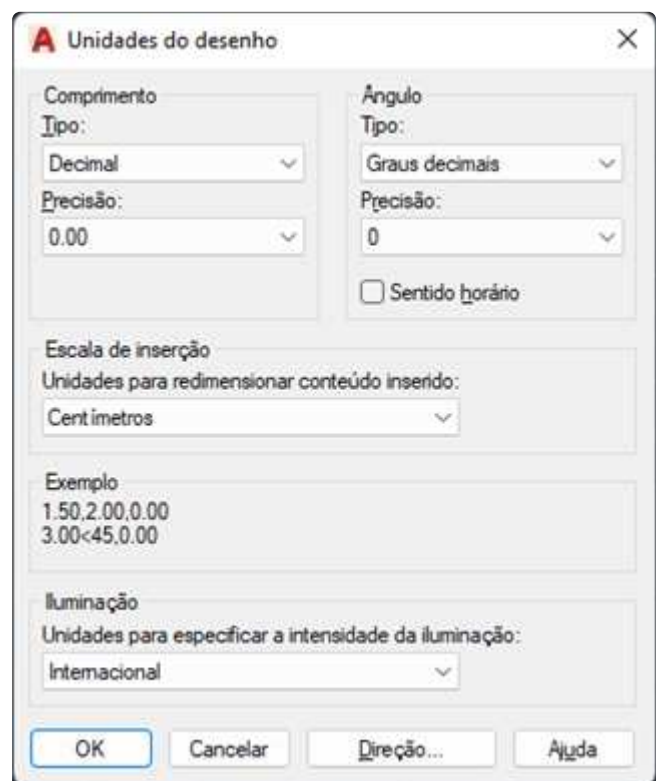 Unidades do desenho
Comprimento
Tipo:
Decimal
Precisão:
0.00
Ângulo
Tipo:
Graus decimais
Precisão:
0
Sentido horário
Escala de inserção
Unidades para redimensionar conteúdo inserido:
Centímetros
Exemplo
1.50,2.00,0.00
3.00<45,0.00
Iluminação
Unidades para especificar a intensidade da iluminação:
Internacional
OK Cancelar Direção... Ajuda